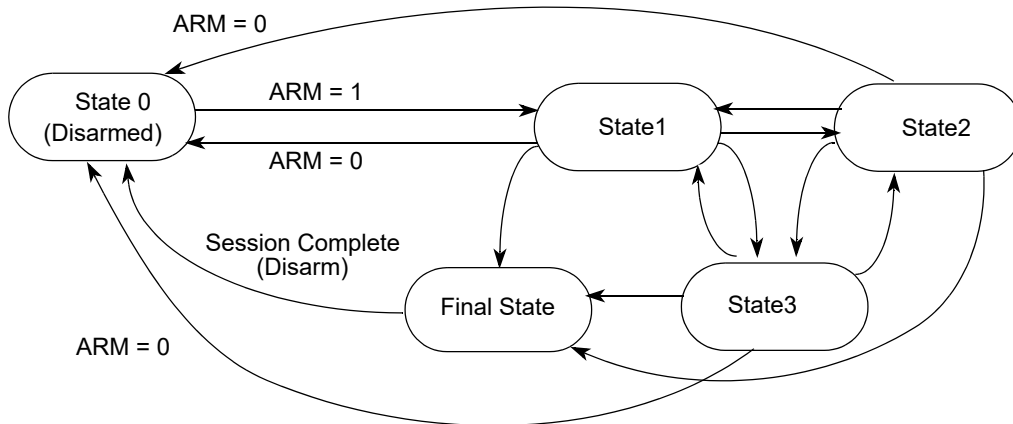 ARM = 0
State 0
(Disarmed)
ARM = 1
State1
State2
ARM = 0
Session Complete
(Disarm)
Final State
State3
ARM = 0